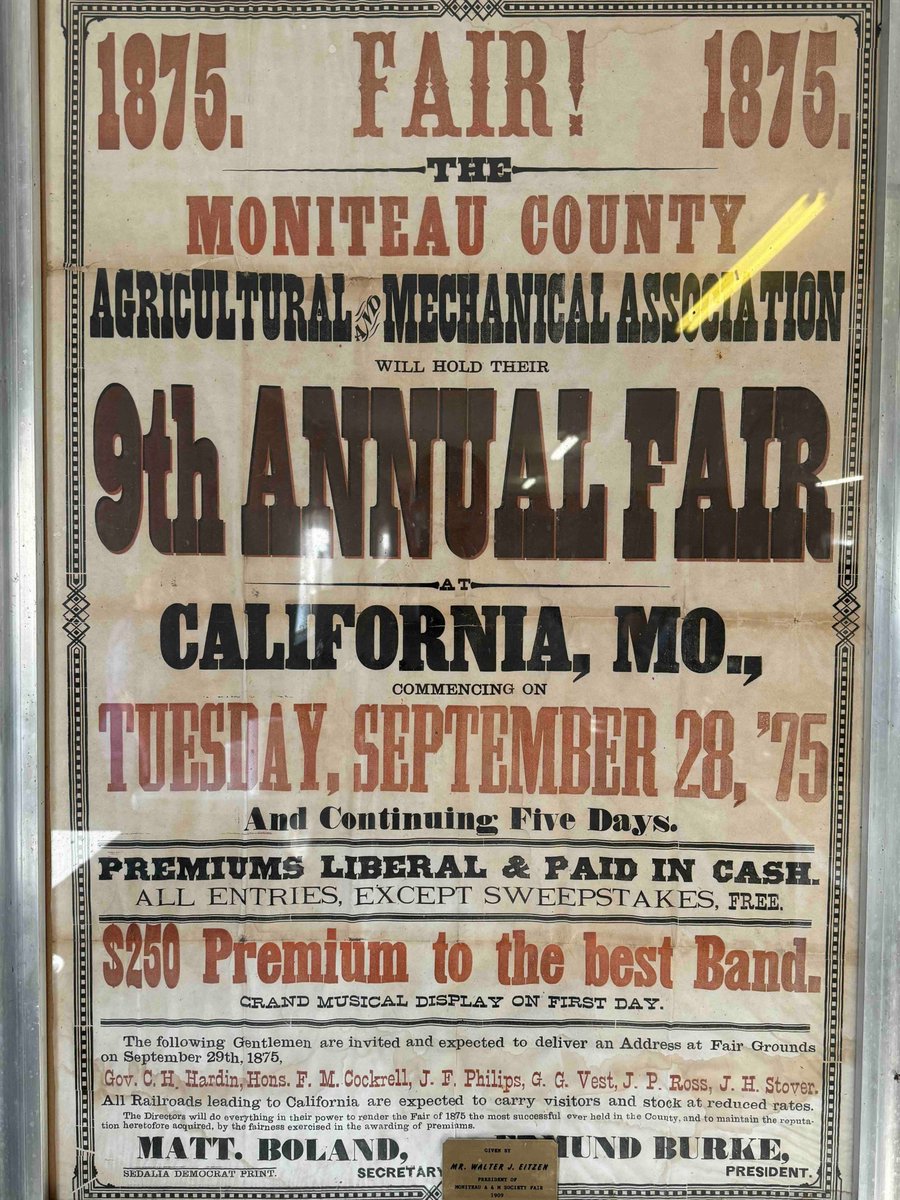 1875. FAIR! 1875.
THE
MONITEAU COUNTY
AGRICULTURAL AND MECHANICAL ASSOCIATION
WILL HOLD THEIR
9th ANNUAL FAIR
AT
CALIFORNIA, MO.,
COMMENCING ON
TUESDAY, SEPTEMBER 28, '75
And Continuing Five Days.
PREMIUMS LIBERAL & PAID IN CASH.
ALL ENTRIES, EXCEPT SWEEPSTAKES, FREE.
$250 Premium to the best Band.
GRAND MUSICAL DISPLAY ON FIRST DAY.
The following Gentlemen are invited and expected to deliver an Address at Fair Grounds
on September 29th, 1875,
Gov. C. H. Hardin, Hons. F. M. Cockrell, J. F. Philips, G. G. Vest, J. P. Ross, J. H. Stover.
All Railroads leading to California are expected to carry visitors and stock at reduced rates.
The Directors will do everything in their power to render the Fair of 1875 the most successful ever held in the County, and to maintain the reputa-
tion heretofore acquired, by the fairness exercised in the awarding of premiums.
MATT. BOLAND, EDMUND BURKE,
SEDALIA DEMOCRAT PRINT. SECRETARY PRESIDENT.
GIVEN BY
MR. WALTER J. EITZEN
PRESIDENT OF
MONITEAU A & M SOCIETY FAIR
1909